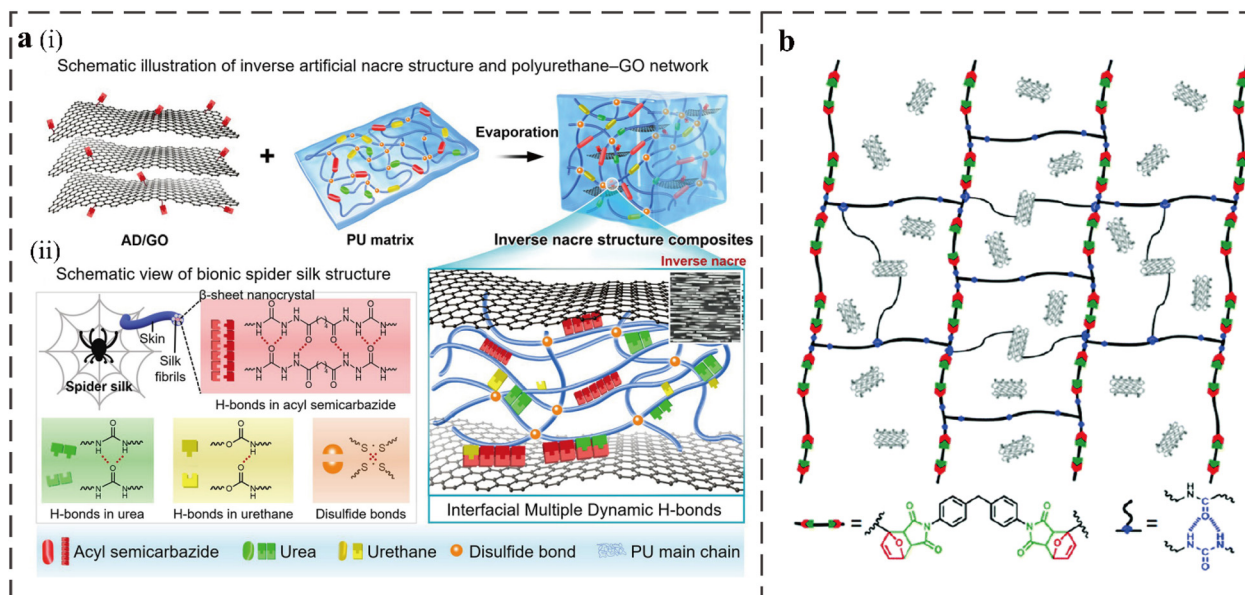 a (i)
Schematic illustration of inverse artificial nacre structure and polyurethane–GO network
Evaporation
AD/GO
PU matrix
Inverse nacre structure composites
(ii)
Schematic view of bionic spider silk structure
β-sheet nanocrystal
Skin
Silk
fibrils
Spider silk
H-bonds in acyl semicarbazide
H-bonds in urea
H-bonds in urethane
Disulfide bonds
Inverse nacre
Interfacial Multiple Dynamic H-bonds
Acyl semicarbazide
Urea
Urethane
Disulfide bond
PU main chain
b